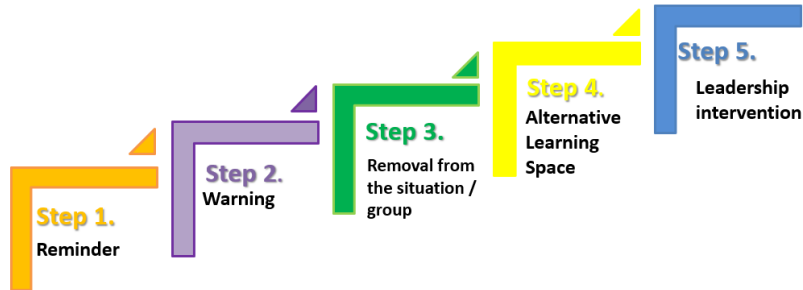 Step 1.
Reminder
Step 2.
Warning
Step 3.
Removal from
the situation /
group
Step 4.
Alternative
Learning
Space
Step 5.
Leadership
intervention